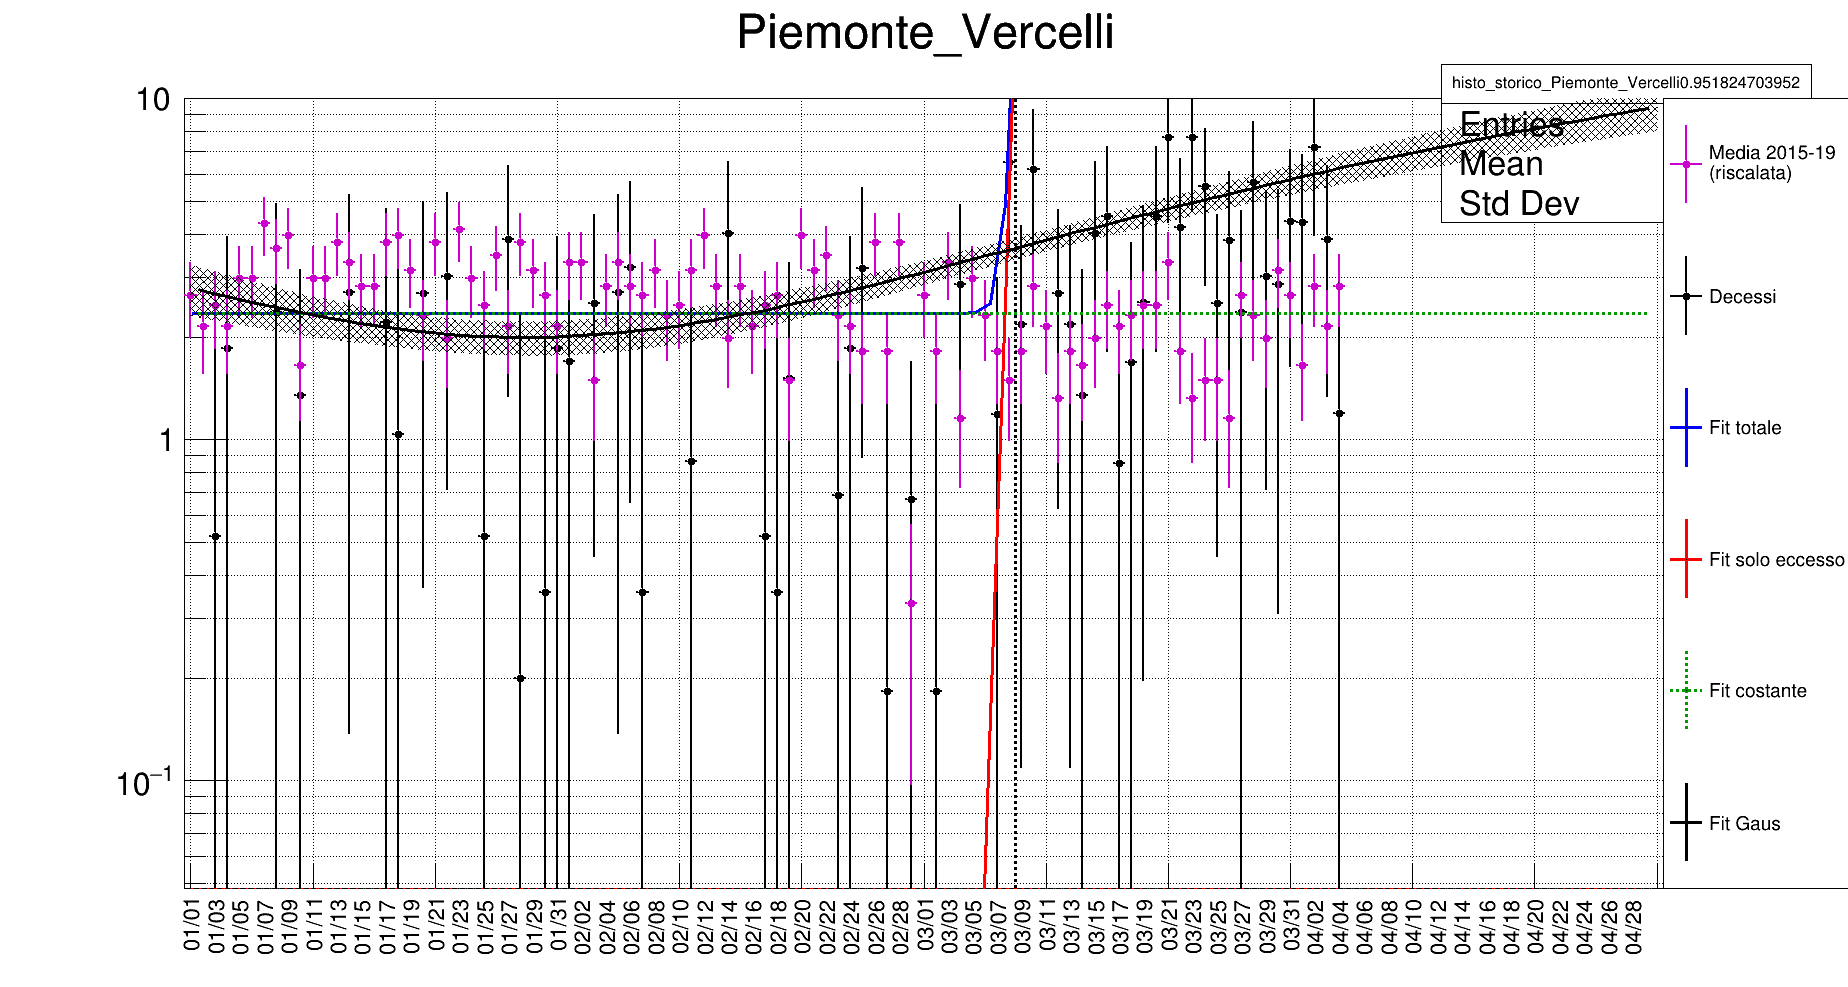 Piemonte_Vercelli
histo_storico_Piemonte_Vercelli0.951824703952
Entries
Mean
Std Dev
10
1
10⁻¹
Media 2015-19
(riscalata)
Decessi
Fit totale
Fit solo eccesso
Fit costante
Fit Gaus
01/01 01/03 01/05 01/07 01/09 01/11 01/13 01/15 01/17 01/19 01/21 01/23 01/25 01/27 01/29 01/31 02/02 02/04 02/06 02/08 02/10 02/12 02/14 02/16 02/18 02/20 02/22 02/24 02/26 02/28 03/01 03/03 03/05 03/07 03/09 03/11 03/13 03/15 03/17 03/19 03/21 03/23 03/25 03/27 03/29 03/31 04/02 04/04 04/06 04/08 04/10 04/12 04/14 04/16 04/18 04/20 04/22 04/24 04/26 04/28